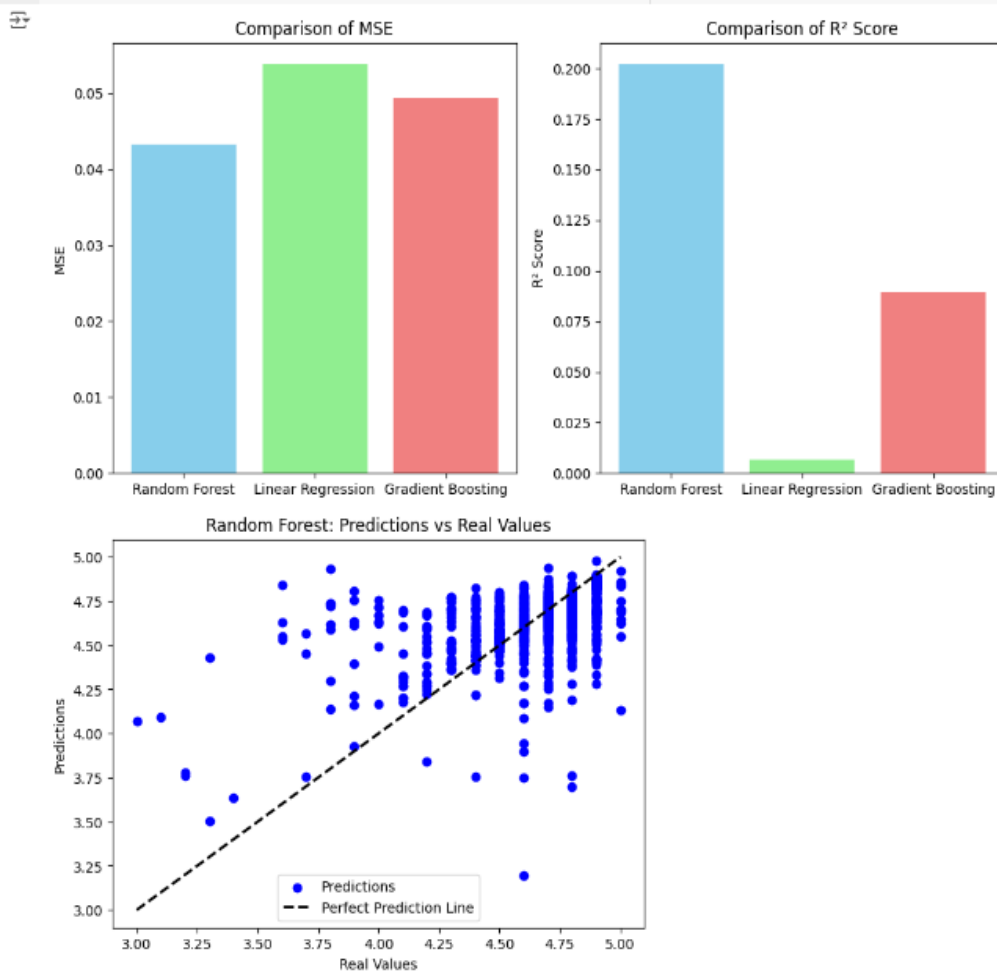 Comparison of MSE
MSE
0.05
0.04
0.03
0.02
0.01
0.00
Random Forest
Linear Regression
Gradient Boosting
Comparison of R² Score
R² Score
0.200
0.175
0.150
0.125
0.100
0.075
0.050
0.025
0.000
Random Forest
Linear Regression
Gradient Boosting
Random Forest: Predictions vs Real Values
Predictions
5.00
4.75
4.50
4.25
4.00
3.75
3.50
3.25
3.00
Predictions
Perfect Prediction Line
3.00
3.25
3.50
3.75
4.00
4.25
4.50
4.75
5.00
Real Values